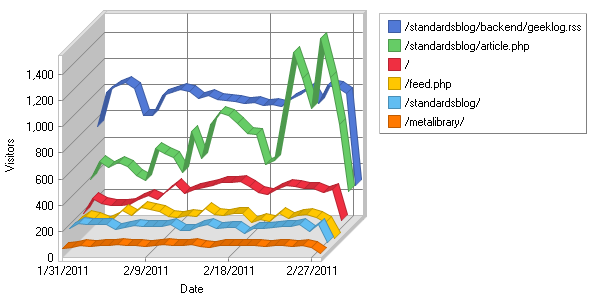 /standardsblog/backend/geeklog.rss
/standardsblog/article.php
/
/feed.php
/standardsblog/
/metalibrary/
Visitors
1,400
1,200
1,000
800
600
400
200
0
1/31/2011
2/9/2011
2/18/2011
2/27/2011
Date